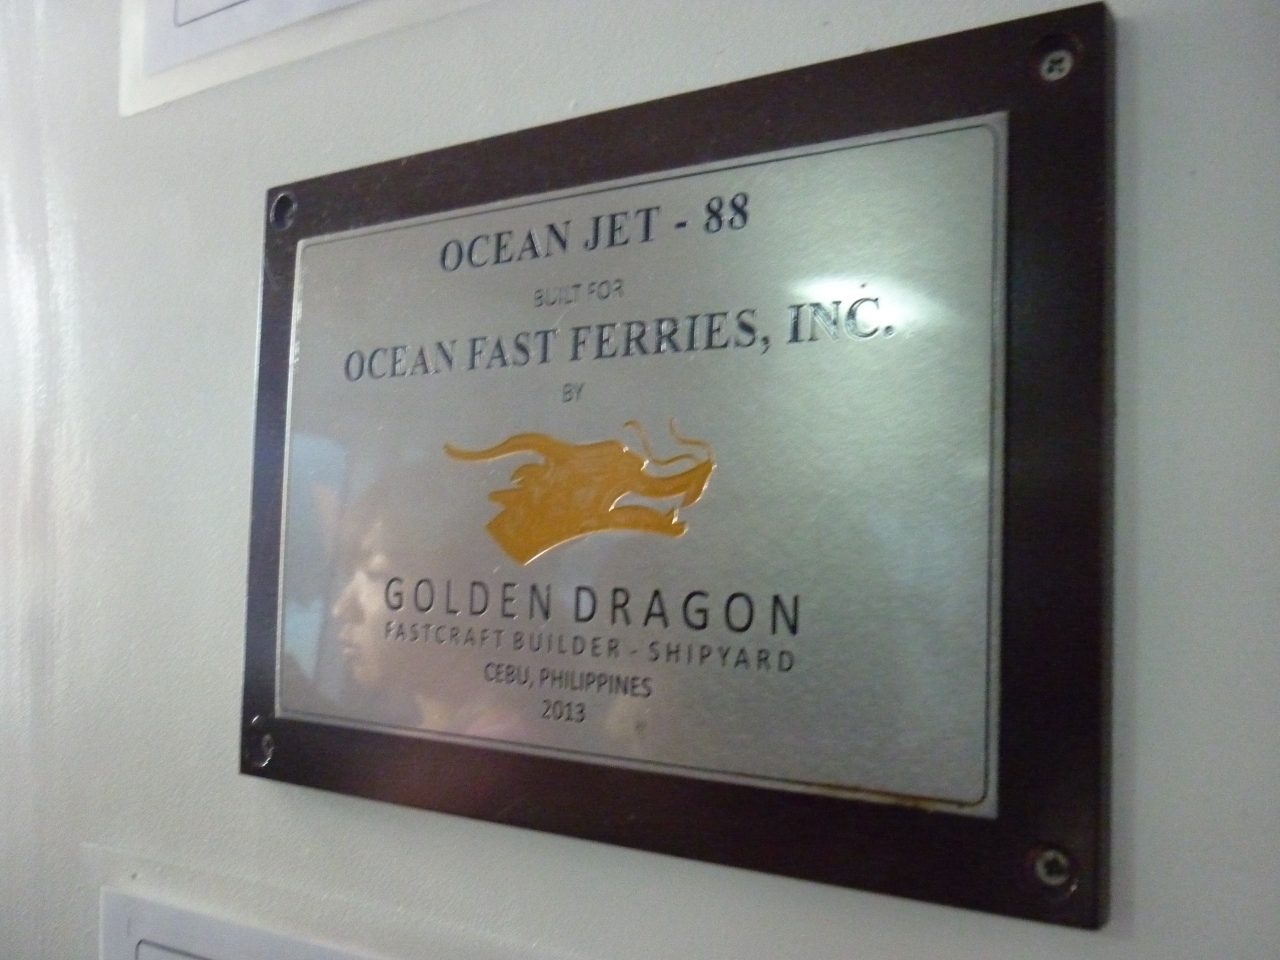 OCEAN JET - 88
BUILT FOR
OCEAN FAST FERRIES, INC.
BY
GOLDEN DRAGON
FASTCRAFT BUILDER - SHIPYARD
CEBU, PHILIPPINES
2013